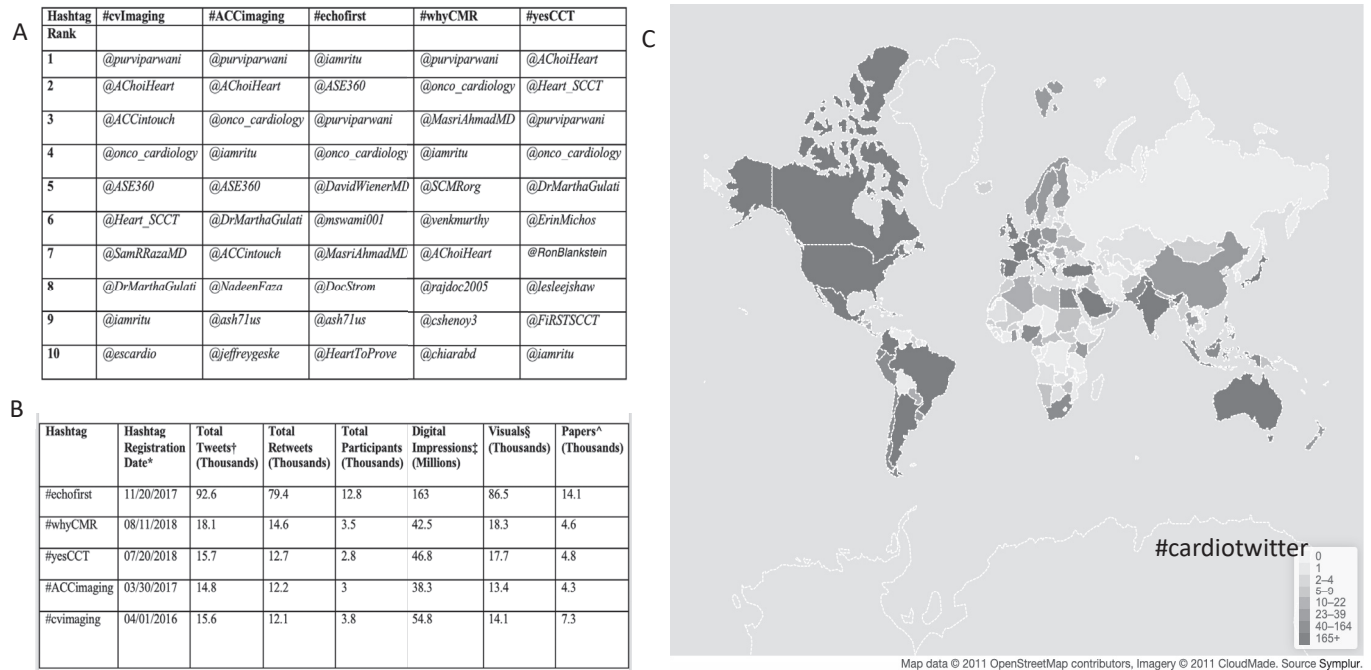 A
Hashtag Rank #cvImaging #ACCimaging #echofirst #whyCMR #yesCCT
1 @purviparwani @purviparwani @iamritu @purviparwani @AChoiHeart
2 @AChoiHeart @AChoiHeart @ASE360 @onco_cardiology @Heart_SCCT
3 @ACCintouch @onco_cardiology @purviparwani @MasriAhmadMD @purviparwani
4 @onco_cardiology @iamritu @onco_cardiology @iamritu @onco_cardiology
5 @ASE360 @ASE360 @DavidWienerMD @SCMRorg @DrMarthaGulati
6 @Heart_SCCT @DrMarthaGulati @mswami001 @venkmurthy @ErinMichos
7 @SamRRazaMD @ACCintouch @MasriAhmadMD @AChoiHeart @RonBlankstein
8 @DrMarthaGulati @NadeenFaza @DocStrom @rajdoc2005 @lesleejshaw
9 @iamritu @ash71us @ash71us @cshenoy3 @FiRSTSCCT
10 @escardio @jeffreygeske @HeartToProve @chiarabd @iamritu
B
Hashtag Hashtag Registration Date* Total Tweets† (Thousands) Total Retweets (Thousands) Total Participants (Thousands) Digital Impressions‡ (Millions) Visuals§ (Thousands) Papers^ (Thousands)
#echofirst 11/20/2017 92.6 79.4 12.8 163 86.5 14.1
#whyCMR 08/11/2018 18.1 14.6 3.5 42.5 18.3 4.6
#yesCCT 07/20/2018 15.7 12.7 2.8 46.8 17.7 4.8
#ACCimaging 03/30/2017 14.8 12.2 3 38.3 13.4 4.3
#cvimaging 04/01/2016 15.6 12.1 3.8 54.8 14.1 7.3
C
#cardiotwitter
0
1
2–4
5–9
10–22
23–39
40–164
165+
Map data © 2011 OpenStreetMap contributors, Imagery © 2011 CloudMade. Source Symplur.